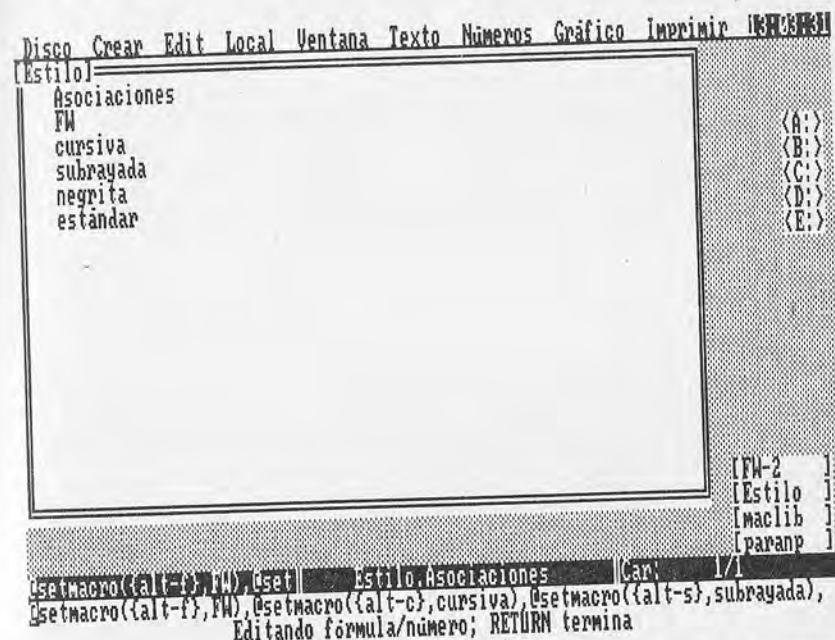 Disco Crear Edit Local Ventana Texto Números Gráfico Imprimir 13:03:31
[Estilo]
Asociaciones
FW
cursiva
subrayada
negrita
estándar
<A:>
<B:>
<C:>
<D:>
<E:>
[FW-2 ]
[Estilo ]
[maclib ]
[paranp ]
@setmacro({alt-f},FW),@set Estilo.Asociaciones Car: 1/1
@setmacro({alt-f},FW),@setmacro({alt-c},cursiva),@setmacro({alt-s},subrayada),
Editando fórmula/número; RETURN termina